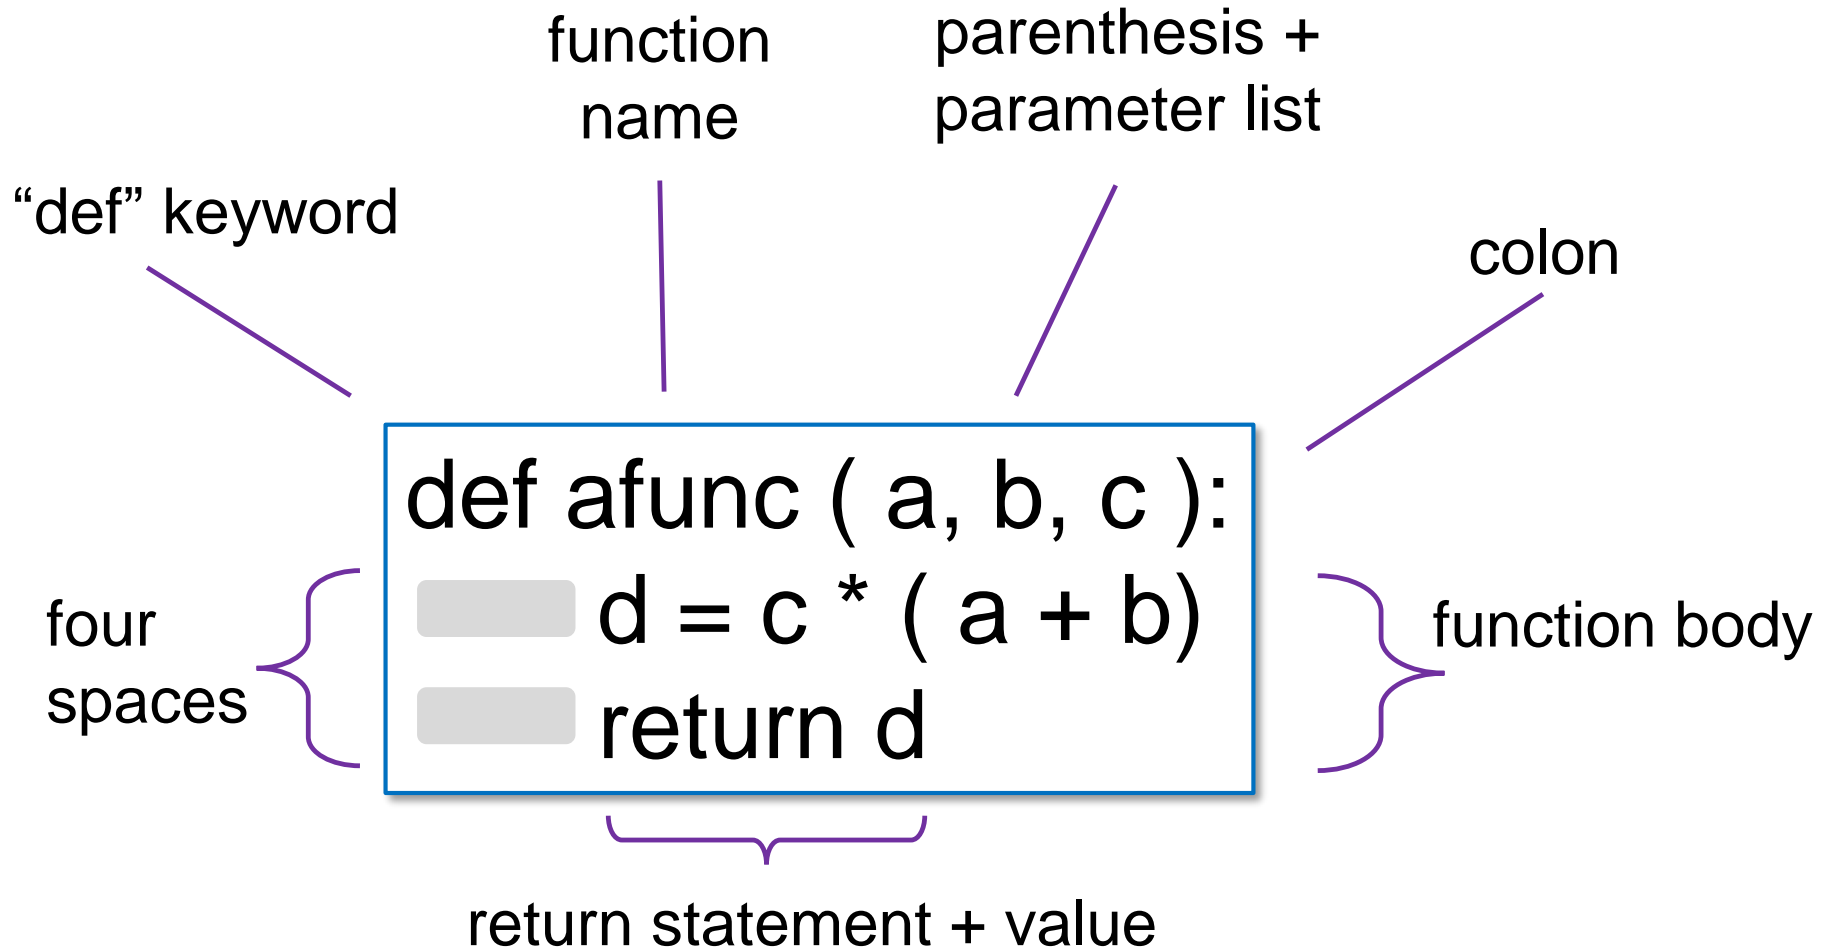 function
name
parenthesis +
parameter list
“def” keyword
colon
def afunc ( a, b, c ):
d = c * ( a + b)
return d
four
spaces
function body
return statement + value